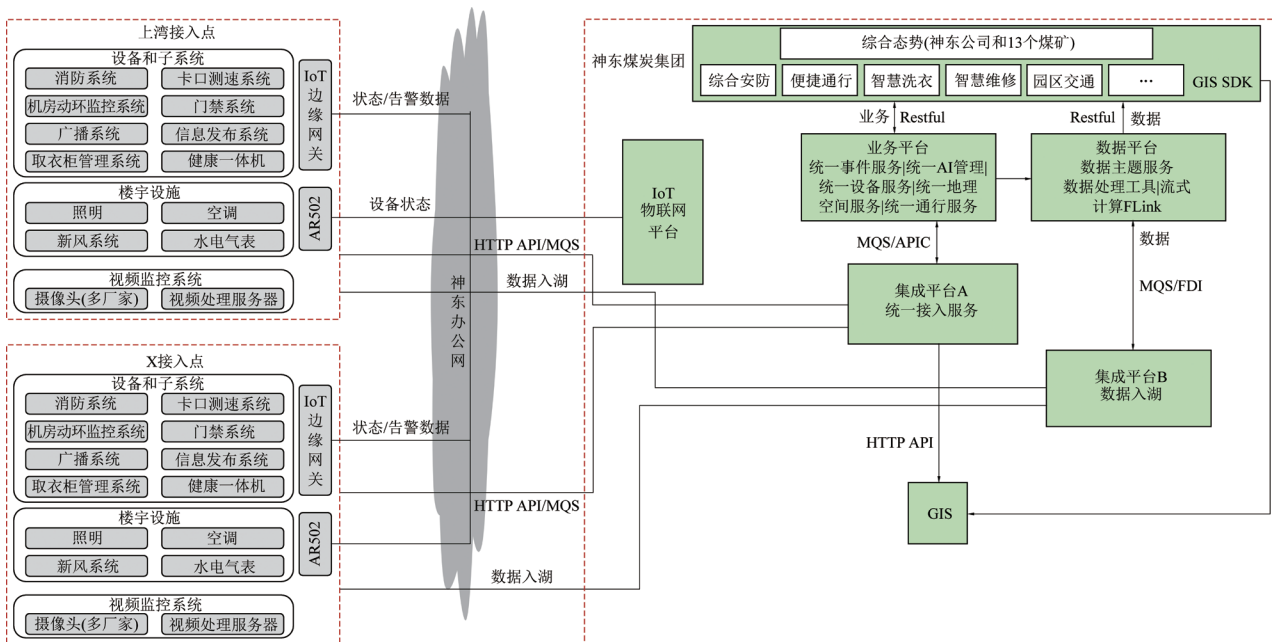 上湾接入点
设备和子系统
消防系统
卡口测速系统
机房动环监控系统
门禁系统
广播系统
信息发布系统
取衣柜管理系统
健康一体机
IoT
边
缘
网
关
楼宇设施
照明
空调
新风系统
水电气表
AR502
视频监控系统
摄像头(多厂家)
视频处理服务器
X接入点
设备和子系统
消防系统
卡口测速系统
机房动环监控系统
门禁系统
广播系统
信息发布系统
取衣柜管理系统
健康一体机
IoT
边
缘
网
关
楼宇设施
照明
空调
新风系统
水电气表
AR502
视频监控系统
摄像头(多厂家)
视频处理服务器
状态/告警数据
设备状态
HTTP API/MQS
数据入湖
神
东
办
公
网
状态/告警数据
HTTP API/MQS
数据入湖
神东煤炭集团
综合态势(神东公司和13个煤矿)
综合安防
便捷通行
智慧洗衣
智慧维修
园区交通
...
GIS SDK
业务
Restful
Restful
数据
IoT
物联网
平台
业务平台
统一事件服务|统一AI管理|
统一设备服务|统一地理
空间服务|统一通行服务
数据平台
数据主题服务
数据处理工具|流式
计算FLink
MQS/APIC
数据
MQS/FDI
集成平台A
统一接入服务
集成平台B
数据入湖
HTTP API
GIS